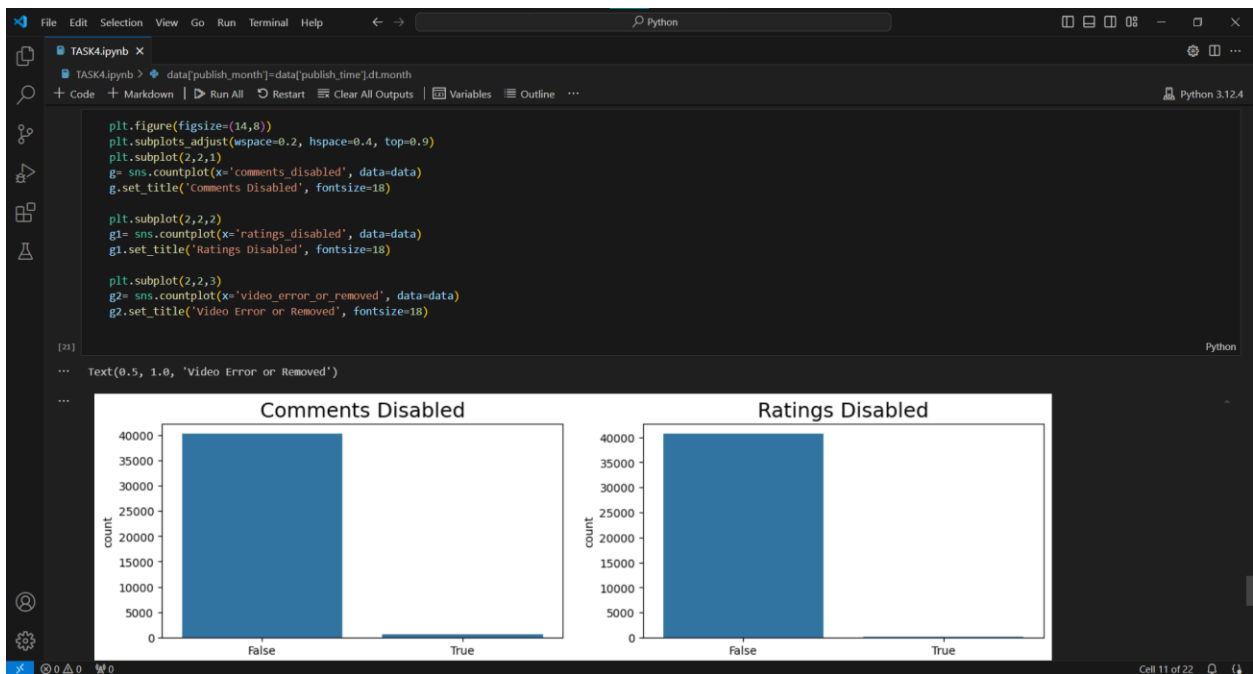 File Edit Selection View Go Run Terminal Help
Python
TASK4.ipynb
TASK4.ipynb > data['publish_month']=data['publish_time'].dt.month
+ Code + Markdown | Run All Restart Clear All Outputs | Variables Outline ...
Python 3.12.4
plt.figure(figsize=(14,8))
plt.subplots_adjust(wspace=0.2, hspace=0.4, top=0.9)
plt.subplot(2,2,1)
g= sns.countplot(x='comments_disabled', data=data)
g.set_title('Comments Disabled', fontsize=18)
plt.subplot(2,2,2)
g1= sns.countplot(x='ratings_disabled', data=data)
g1.set_title('Ratings Disabled', fontsize=18)
plt.subplot(2,2,3)
g2= sns.countplot(x='video_error_or_removed', data=data)
g2.set_title('Video Error or Removed', fontsize=18)
[21]
Python
... Text(0.5, 1.0, 'Video Error or Removed')
...
Comments Disabled
40000
35000
30000
25000
20000
15000
10000
5000
0
count
False True
Ratings Disabled
40000
35000
30000
25000
20000
15000
10000
5000
0
count
False True
0 0 0
Cell 11 of 22